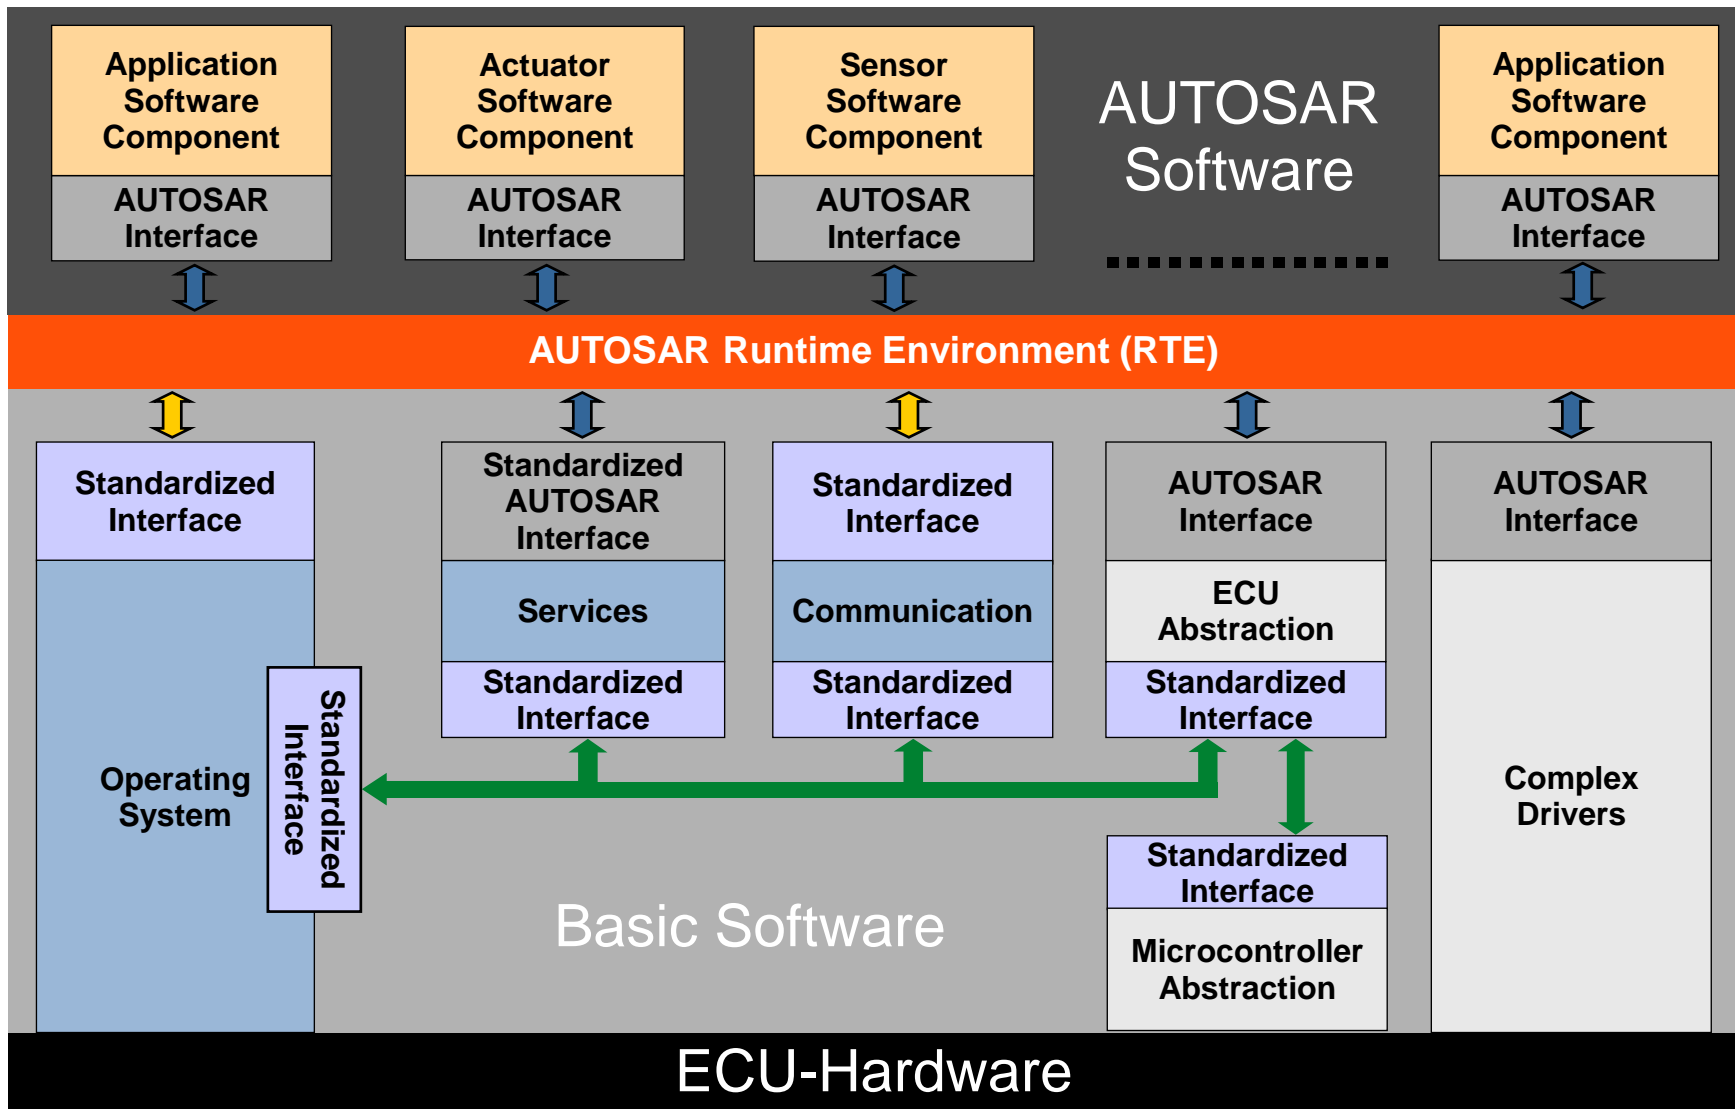 Application
Software
Component
AUTOSAR
Interface
Actuator
Software
Component
AUTOSAR
Interface
Sensor
Software
Component
AUTOSAR
Interface
AUTOSAR
Software
Application
Software
Component
AUTOSAR
Interface
AUTOSAR Runtime Environment (RTE)
Standardized
Interface
Operating
System
Standardized
Interface
Standardized
AUTOSAR
Interface
Services
Standardized
Interface
Standardized
Interface
Communication
Standardized
Interface
AUTOSAR
Interface
ECU
Abstraction
Standardized
Interface
Standardized
Interface
Microcontroller
Abstraction
AUTOSAR
Interface
Complex
Drivers
Basic Software
ECU-Hardware